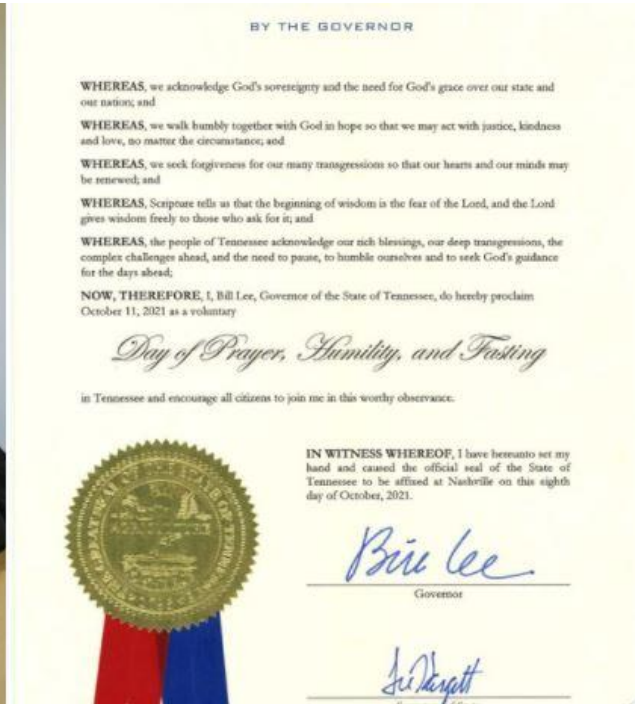 BY THE GOVERNOR
WHEREAS, we acknowledge God's sovereignty and the need for God's grace over our state and
our nation; and
WHEREAS, we walk humbly together with God in hope so that we may act with justice, kindness
and love, no matter the circumstance; and
WHEREAS, we seek forgiveness for our many transgressions so that our hearts and our minds may
be renewed; and
WHEREAS, Scripture tells us that the beginning of wisdom is the fear of the Lord, and the Lord
gives wisdom freely to those who ask for it; and
WHEREAS, the people of Tennessee acknowledge our rich blessings, our deep transgressions, the
complex challenges ahead, and the need to pause, to humble ourselves and to seek God's guidance
for the days ahead;
NOW, THEREFORE, I, Bill Lee, Governor of the State of Tennessee, do hereby proclaim
October 11, 2021 as a voluntary
Day of Prayer, Humility, and Fasting
in Tennessee and encourage all citizens to join me in this worthy observance.
IN WITNESS WHEREOF, I have hereunto set my
hand and caused the official seal of the State of
Tennessee to be affixed at Nashville on this eighth
day of October, 2021.
Bill Lee
Governor